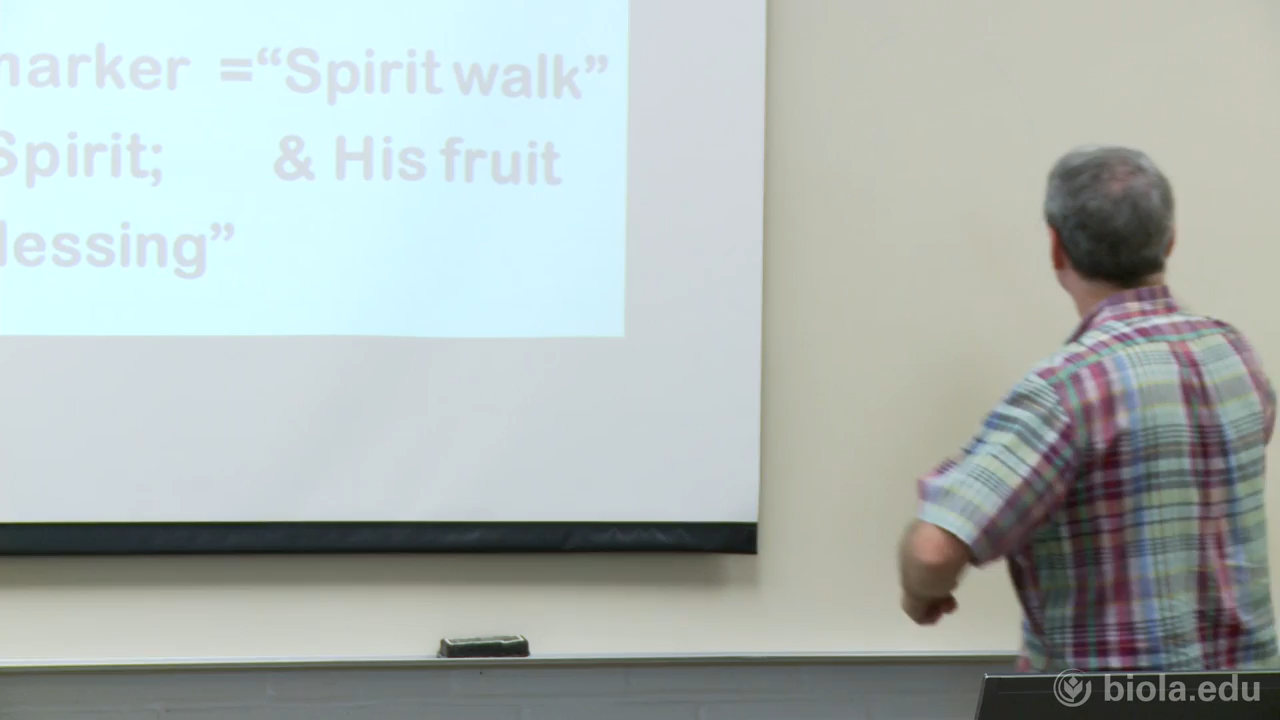 marker = “Spirit walk”
Spirit; & His fruit
lessing”
biola.edu